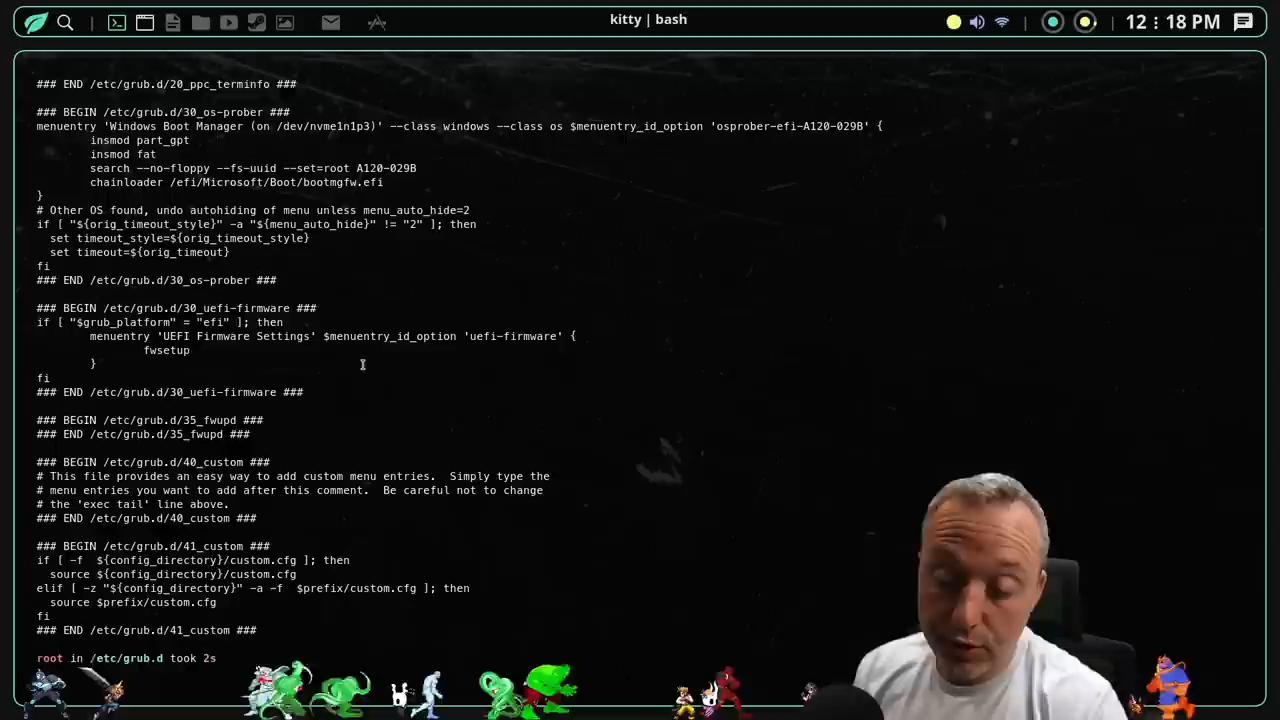 kitty | bash
12 : 18 PM
### END /etc/grub.d/20_ppc_terminfo ###
### BEGIN /etc/grub.d/30_os-prober ###
menuentry 'Windows Boot Manager (on /dev/nvme1n1p3)' --class windows --class os $menuentry_id_option 'osprober-efi-A120-029B' {
insmod part_gpt
insmod fat
search --no-floppy --fs-uuid --set=root A120-029B
chainloader /efi/Microsoft/Boot/bootmgfw.efi
}
# Other OS found, undo autohiding of menu unless menu_auto_hide=2
if [ "${orig_timeout_style}" -a "${menu_auto_hide}" != "2" ]; then
set timeout_style=${orig_timeout_style}
set timeout=${orig_timeout}
fi
### END /etc/grub.d/30_os-prober ###
### BEGIN /etc/grub.d/30_uefi-firmware ###
if [ "$grub_platform" = "efi" ]; then
menuentry 'UEFI Firmware Settings' $menuentry_id_option 'uefi-firmware' {
fwsetup
}
fi
### END /etc/grub.d/30_uefi-firmware ###
### BEGIN /etc/grub.d/35_fwupd ###
### END /etc/grub.d/35_fwupd ###
### BEGIN /etc/grub.d/40_custom ###
# This file provides an easy way to add custom menu entries.  Simply type the
# menu entries you want to add after this comment.  Be careful not to change
# the 'exec tail' line above.
### END /etc/grub.d/40_custom ###
### BEGIN /etc/grub.d/41_custom ###
if [ -f  ${config_directory}/custom.cfg ]; then
source ${config_directory}/custom.cfg
elif [ -z "${config_directory}" -a -f  $prefix/custom.cfg ]; then
source $prefix/custom.cfg
fi
### END /etc/grub.d/41_custom ###
root in /etc/grub.d took 2s